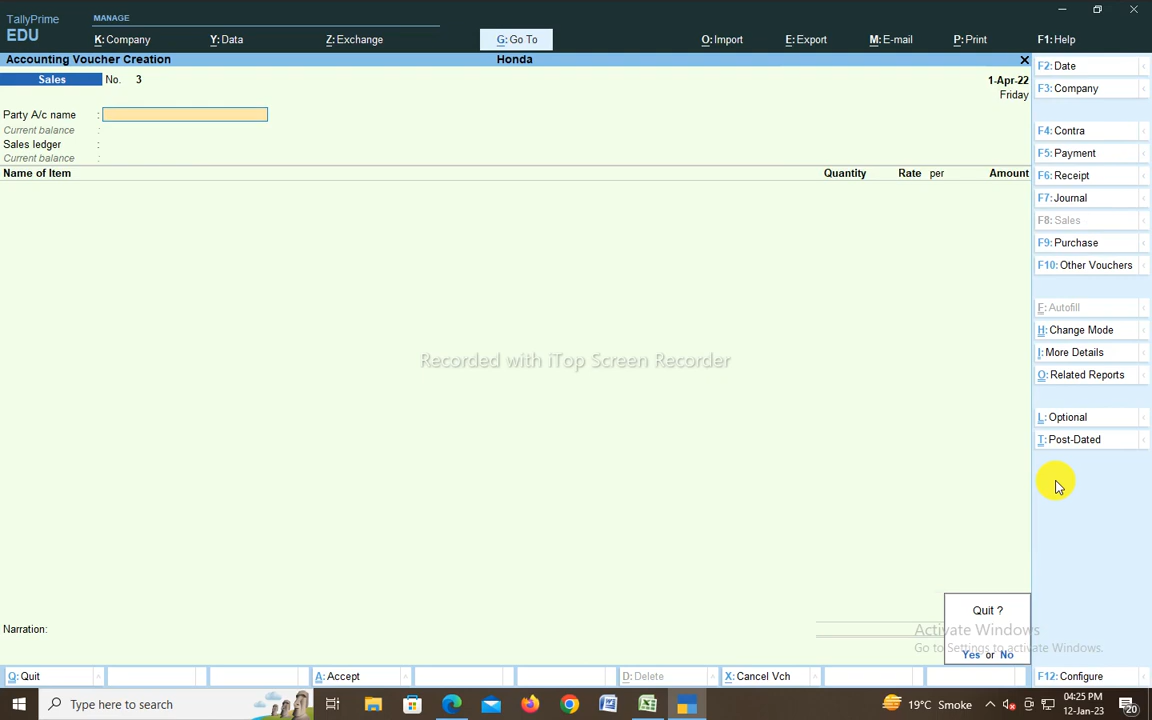 TallyPrime
EDU
MANAGE
K: Company
Y: Data
Z: Exchange
G: Go To
O: Import
E: Export
M: E-mail
P: Print
F1: Help
Accounting Voucher Creation
Honda
Sales No. 3
1-Apr-22
Friday
Party A/c name :
Current balance :
Sales ledger :
Current balance :
Name of Item
Quantity Rate per Amount
F2: Date
F3: Company
F4: Contra
F5: Payment
F6: Receipt
F7: Journal
F8: Sales
F9: Purchase
F10: Other Vouchers
F: Autofill
H: Change Mode
I: More Details
O: Related Reports
L: Optional
T: Post-Dated
Recorded with iTop Screen Recorder
Narration:
Quit ?
Yes or No
Activate Windows
Go to Settings to activate Windows.
Q: Quit
A: Accept
D: Delete
X: Cancel Vch
F12: Configure
Type here to search
19°C Smoke
04:25 PM
12-Jan-23
20